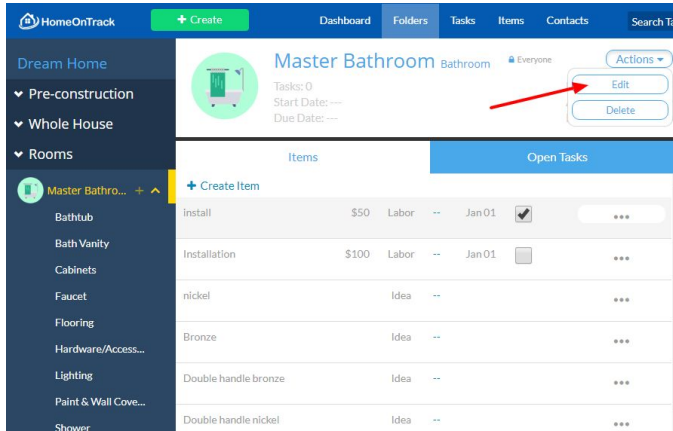 HomeOnTrack
+ Create
Dashboard Folders Tasks Items Contacts Search Ta
Dream Home
Pre-construction
Whole House
Rooms
Master Bathro... +
Bathtub
Bath Vanity
Cabinets
Faucet
Flooring
Hardware/Access...
Lighting
Paint & Wall Cove...
Shower
Master Bathroom Bathroom Everyone
Tasks: 0
Start Date: ---
Due Date: ---
Actions
Edit
Delete
Items Open Tasks
+ Create Item
install $50 Labor -- Jan 01 •••
Installation $100 Labor -- Jan 01 •••
nickel Idea -- •••
Bronze Idea -- •••
Double handle bronze Idea -- •••
Double handle nickel Idea -- •••